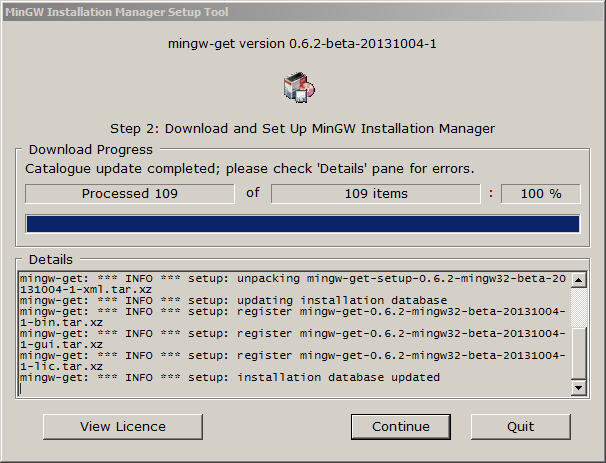 MinGW Installation Manager Setup Tool
mingw-get version 0.6.2-beta-20131004-1
Step 2: Download and Set Up MinGW Installation Manager
Download Progress
Catalogue update completed; please check 'Details' pane for errors.
Processed 109 of 109 items : 100 %
Details
mingw-get: *** INFO *** setup: unpacking mingw-get-setup-0.6.2-mingw32-beta-20
131004-1-xml.tar.xz
mingw-get: *** INFO *** setup: updating installation database
mingw-get: *** INFO *** setup: register mingw-get-0.6.2-mingw32-beta-20131004-
1-bin.tar.xz
mingw-get: *** INFO *** setup: register mingw-get-0.6.2-mingw32-beta-20131004-
1-gui.tar.xz
mingw-get: *** INFO *** setup: register mingw-get-0.6.2-mingw32-beta-20131004-
1-lic.tar.xz
mingw-get: *** INFO *** setup: installation database updated
View Licence Continue Quit